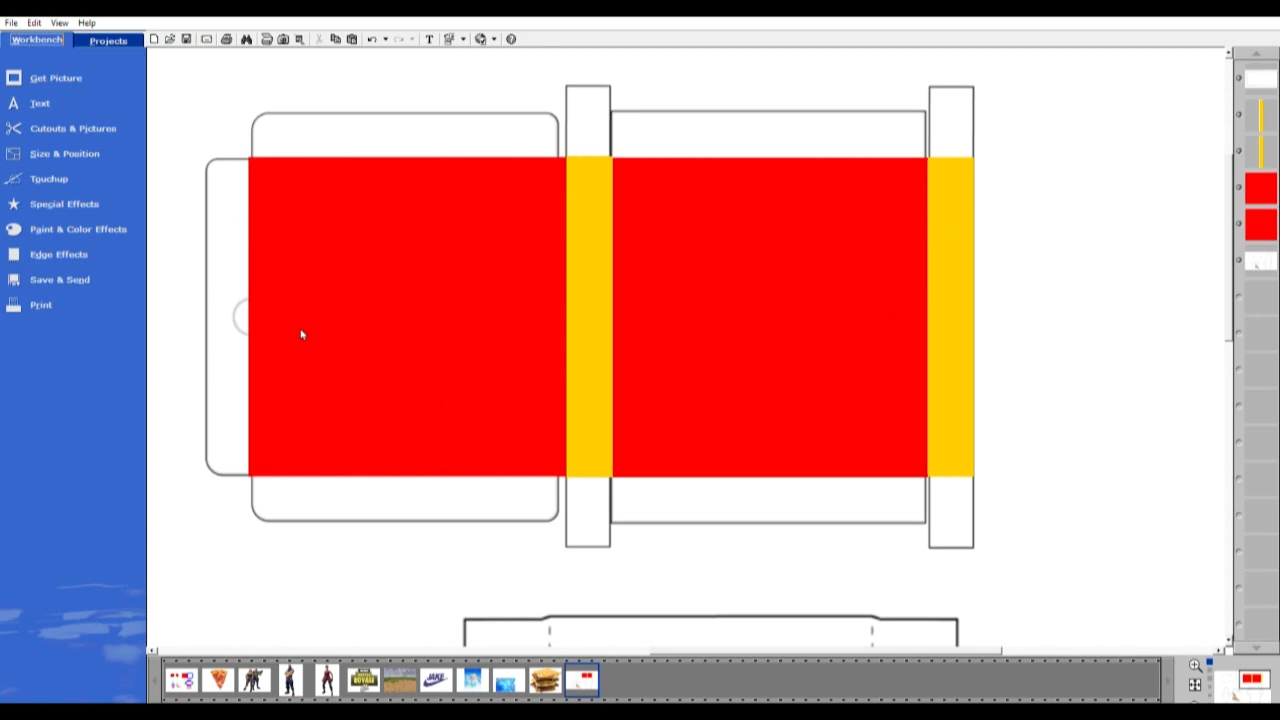 File Edit View Help
Workbench Projects
Get Picture
Text
Cutouts & Pictures
Size & Position
Touchup
Special Effects
Paint & Color Effects
Edge Effects
Save & Send
Print